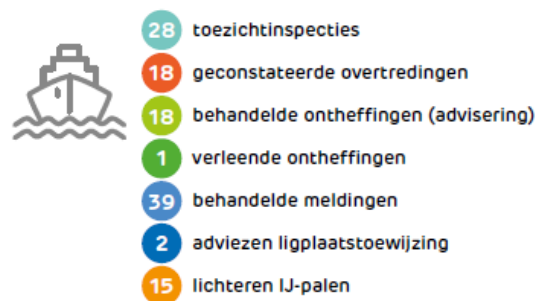 28 toezichtinspecties
18 geconstateerde overtredingen
18 behandelde ontheffingen (advisering)
1 verleende ontheffingen
39 behandelde meldingen
2 adviezen ligplaatstoewijzing
15 lichteren IJ-palen